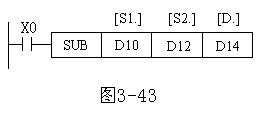 [S1.] [S2.] [D.]
X0
SUB D10 D12 D14
图3-43